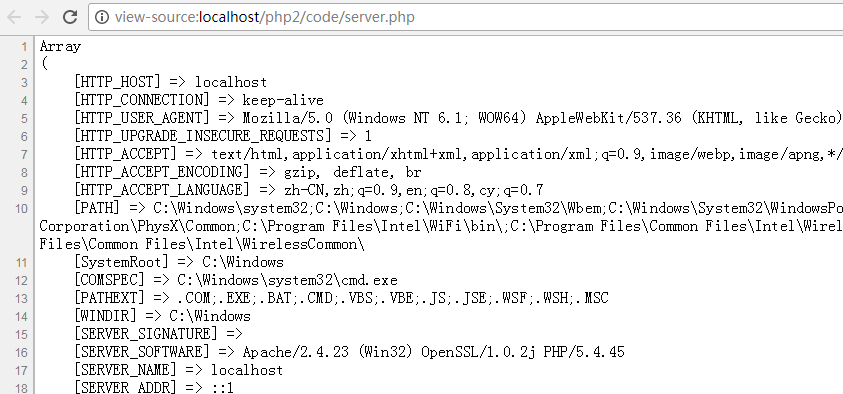 view-source:localhost/php2/code/server.php
1 Array
2 (
3 [HTTP_HOST] => localhost
4 [HTTP_CONNECTION] => keep-alive
5 [HTTP_USER_AGENT] => Mozilla/5.0 (Windows NT 6.1; WOW64) AppleWebKit/537.36 (KHTML, like Gecko)
6 [HTTP_UPGRADE_INSECURE_REQUESTS] => 1
7 [HTTP_ACCEPT] => text/html,application/xhtml+xml,application/xml;q=0.9,image/webp,image/apng,*/
8 [HTTP_ACCEPT_ENCODING] => gzip, deflate, br
9 [HTTP_ACCEPT_LANGUAGE] => zh-CN,zh;q=0.9,en;q=0.8,cy;q=0.7
10 [PATH] => C:\Windows\system32;C:\Windows;C:\Windows\System32\Wbem;C:\Windows\System32\WindowsPo
Corporation\PhysX\Common;C:\Program Files\Intel\WiFi\bin\;C:\Program Files\Common Files\Intel\Wirel
Files\Common Files\Intel\WirelessCommon\
11 [SystemRoot] => C:\Windows
12 [COMSPEC] => C:\Windows\system32\cmd.exe
13 [PATHEXT] => .COM;.EXE;.BAT;.CMD;.VBS;.VBE;.JS;.JSE;.WSF;.WSH;.MSC
14 [WINDIR] => C:\Windows
15 [SERVER_SIGNATURE] =>
16 [SERVER_SOFTWARE] => Apache/2.4.23 (Win32) OpenSSL/1.0.2j PHP/5.4.45
17 [SERVER_NAME] => localhost
18 [SERVER_ADDR] => ::1